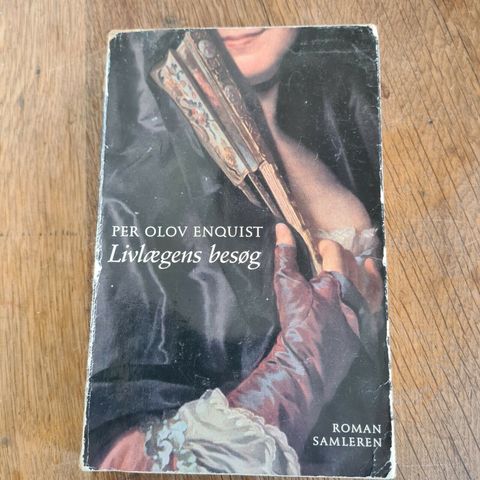 PER OLOV ENQUIST
Livlægens besøg
ROMAN
SAMLEREN